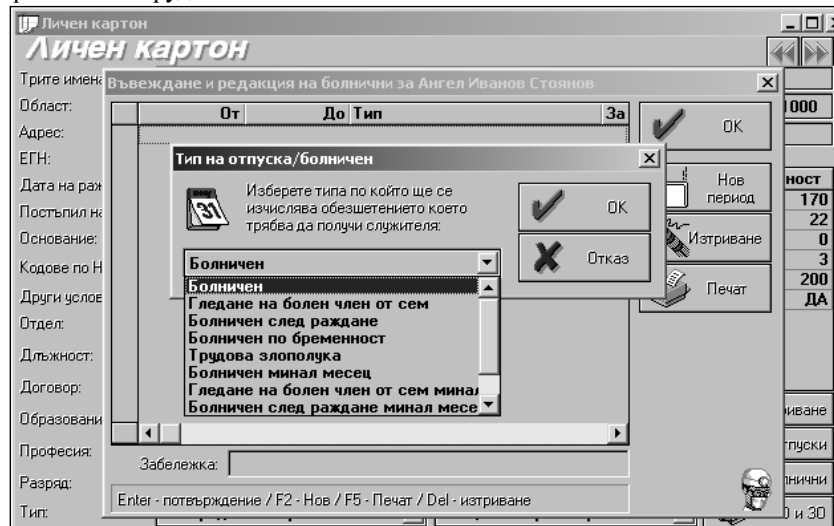 Личен картон
Личен картон
Трите имена
Въвеждане и редакция на болнични за Ангел Иванов Стоянов
Област:
От До Тип За
1000
Адрес:
OK
ЕГН:
Тип на отпуска/болничен
Дата на раж
Изберете типа по който ще се
изчислява обезшетението което
трябва да получи служителя:
OK
Отказ
Нов
период
Изтриване
Печат
ност
170
22
0
3
200
ДА
Постъпил на
Основание:
Кодове по Н
Други услов
Отдел:
Длъжност:
Договор:
Образовани
Професия:
Разряд:
Тип:
Болничен
Болничен
Гледане на болен член от сем
Болничен след раждане
Болничен по бременност
Трудова злополука
Болничен минал месец
Гледане на болен член от сем минал
Болничен след раждане минал месе
иване
пуски
лнични
0 и 30
Забележка:
Enter - потвърждение / F2 - Нов / F5 - Печат / Del - изтриване